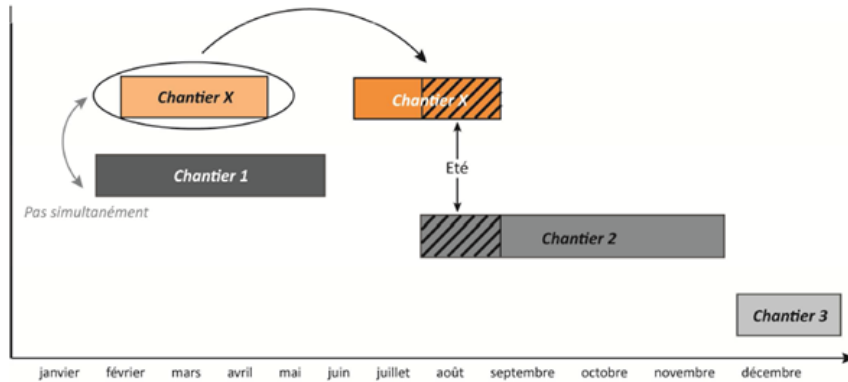 Chantier X
Chantier X
Chantier 1
Eté
Pas simultanément
Chantier 2
Chantier 3
janvier février mars avril mai juin juillet août septembre octobre novembre décembre